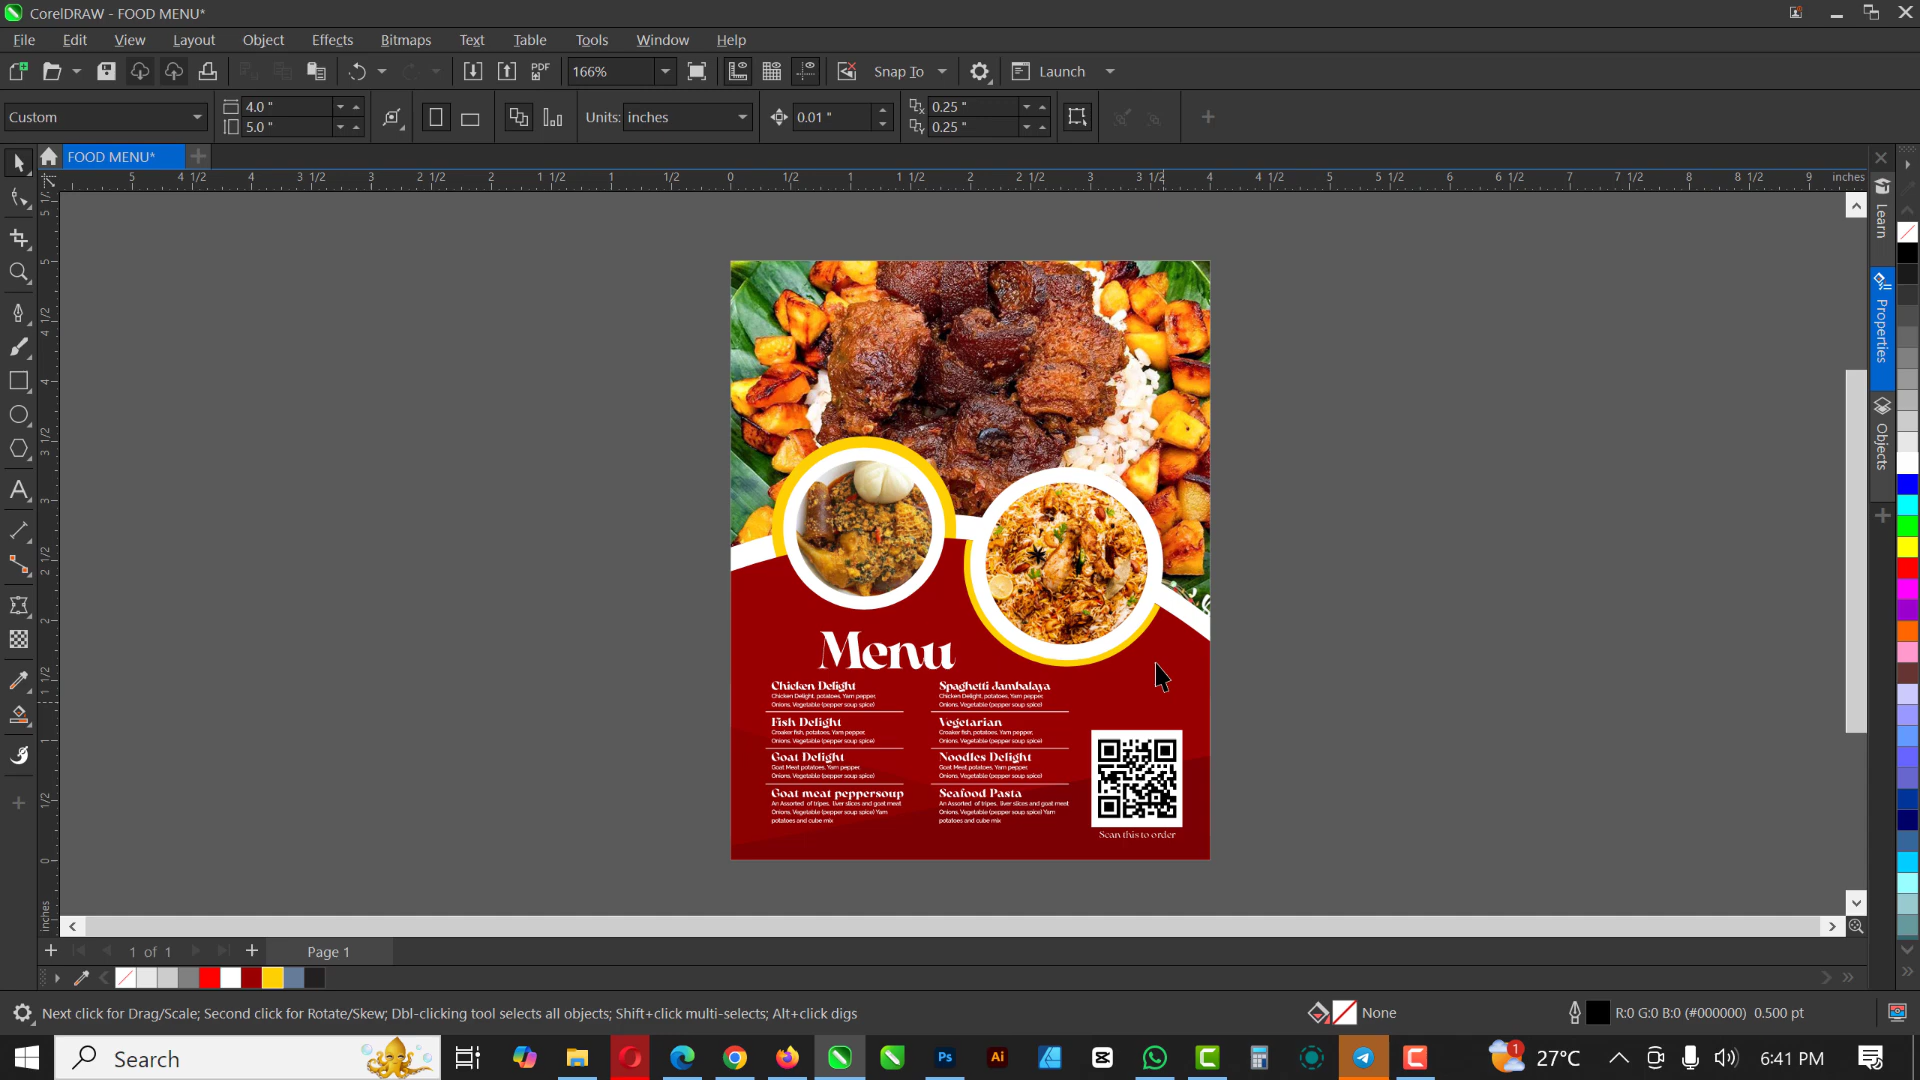 CorelDRAW - FOOD MENU*
File Edit View Layout Object Effects Bitmaps Text Table Tools Window Help
PDF 166% Snap To Launch
Custom 4.0 " 5.0 " Units: inches 0.01 " 0.25 " 0.25 "
FOOD MENU*
5 4 1/2 4 3 1/2 3 2 1/2 2 1 1/2 1 1/2 0 1/2 1 1 1/2 2 2 1/2 3 3 1/2 4 4 1/2 5 5 1/2 6 6 1/2 7 7 1/2 8 8 1/2 9 inches
Learn
Properties
Objects
Menu
Chicken Delight
Chicken Delight, potatoes, Yam pepper,
Onions, Vegetable (pepper soup spice)
Fish Delight
Croaker fish, potatoes, Yam pepper,
Onions, Vegetable (pepper soup spice)
Goat Delight
Goat Meat potatoes, Yam pepper,
Onions, Vegetable (pepper soup spice)
Goat meat peppersoup
An Assorted of tripes, liver slices and goat meat
Onions, Vegetable (pepper soup spice) Yam
potatoes and cube mix
Spaghetti Jambalaya
Chicken Delight, potatoes, Yam pepper,
Onions, Vegetable (pepper soup spice)
Vegetarian
Croaker fish, potatoes, Yam pepper,
Onions, Vegetable (pepper soup spice)
Noodles Delight
Goat Meat potatoes, Yam pepper,
Onions, Vegetable (pepper soup spice)
Seafood Pasta
An Assorted of tripes, liver slices and goat meat
Onions, Vegetable (pepper soup spice) Yam
potatoes and cube mix
Scan this to order
inches
1 of 1 Page 1
Next click for Drag/Scale; Second click for Rotate/Skew; Dbl-clicking tool selects all objects; Shift+click multi-selects; Alt+click digs
None R:0 G:0 B:0 (#000000) 0.500 pt
Search Ps Ai 1 27°C 6:41 PM